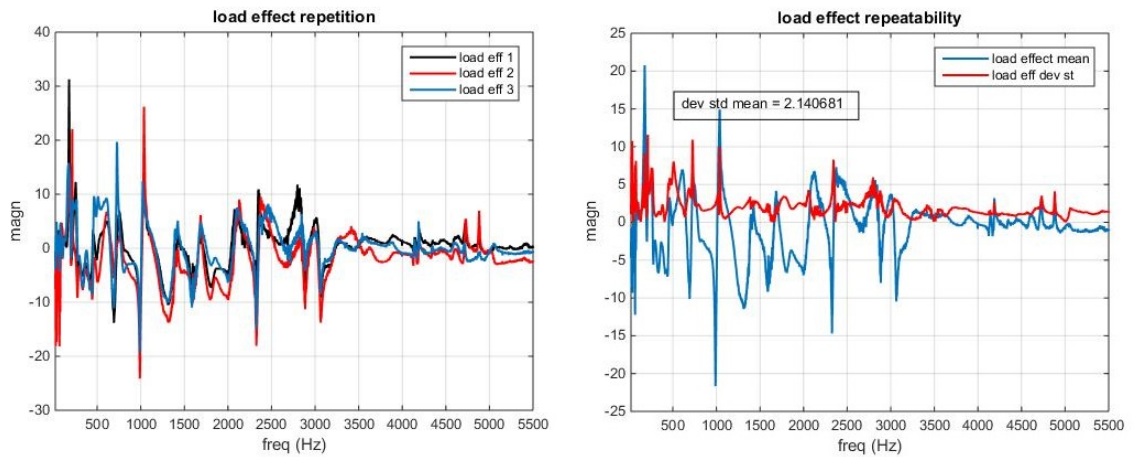 load effect repetition
40
30
20
10
0
-10
-20
-30
magn
load eff 1
load eff 2
load eff 3
500 1000 1500 2000 2500 3000 3500 4000 4500 5000 5500
freq (Hz)
load effect repeatability
25
20
15
10
5
0
-5
-10
-15
-20
-25
magn
load effect mean
load eff dev st
dev std mean = 2.140681
500 1000 1500 2000 2500 3000 3500 4000 4500 5000 5500
freq (Hz)